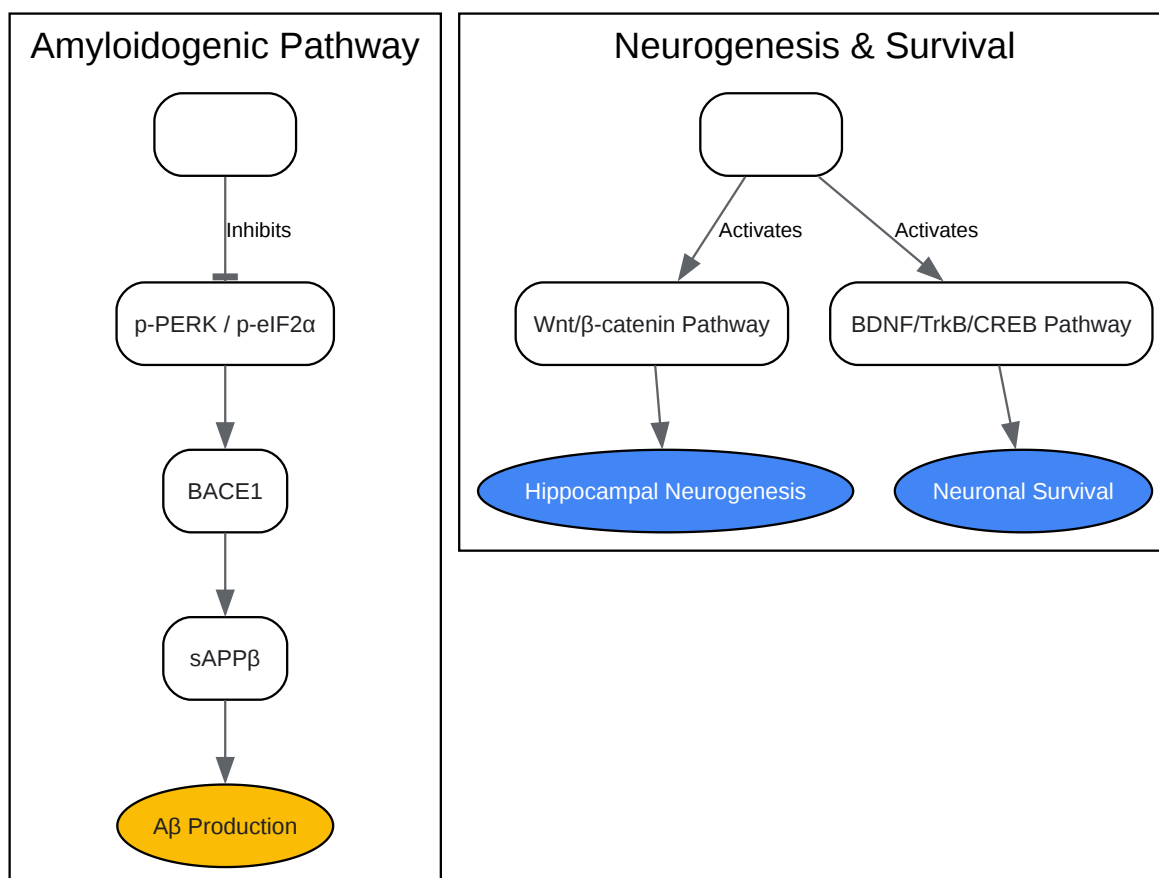 Amyloidogenic Pathway
Inhibits
p-PERK / p-eIF2α
BACE1
sAPPβ
Aβ Production
Neurogenesis & Survival
Activates
Activates
Wnt/β-catenin Pathway
BDNF/TrkB/CREB Pathway
Hippocampal Neurogenesis
Neuronal Survival